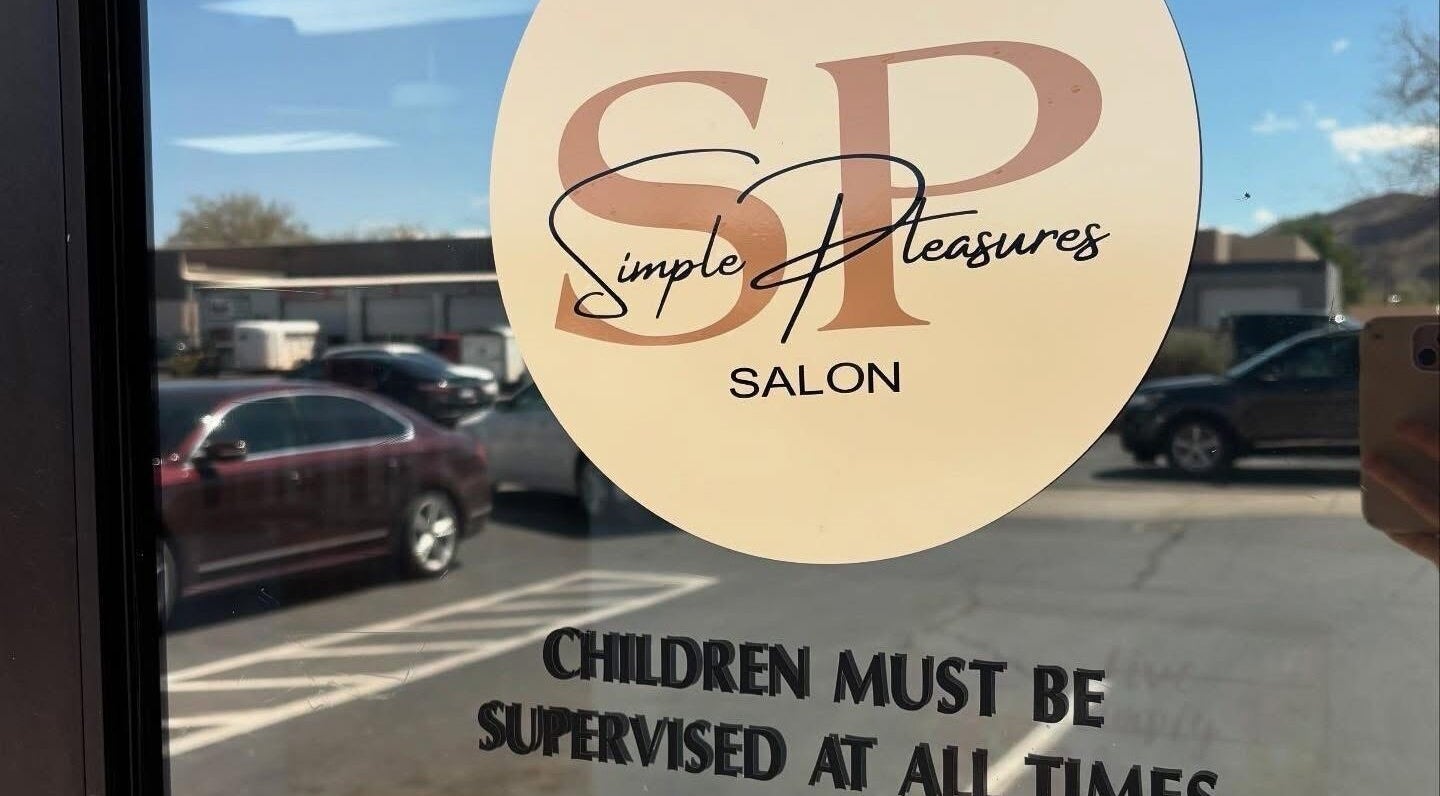 SP
Simple Pleasures
SALON
CHILDREN MUST BE
SUPERVISED AT ALL TIMES